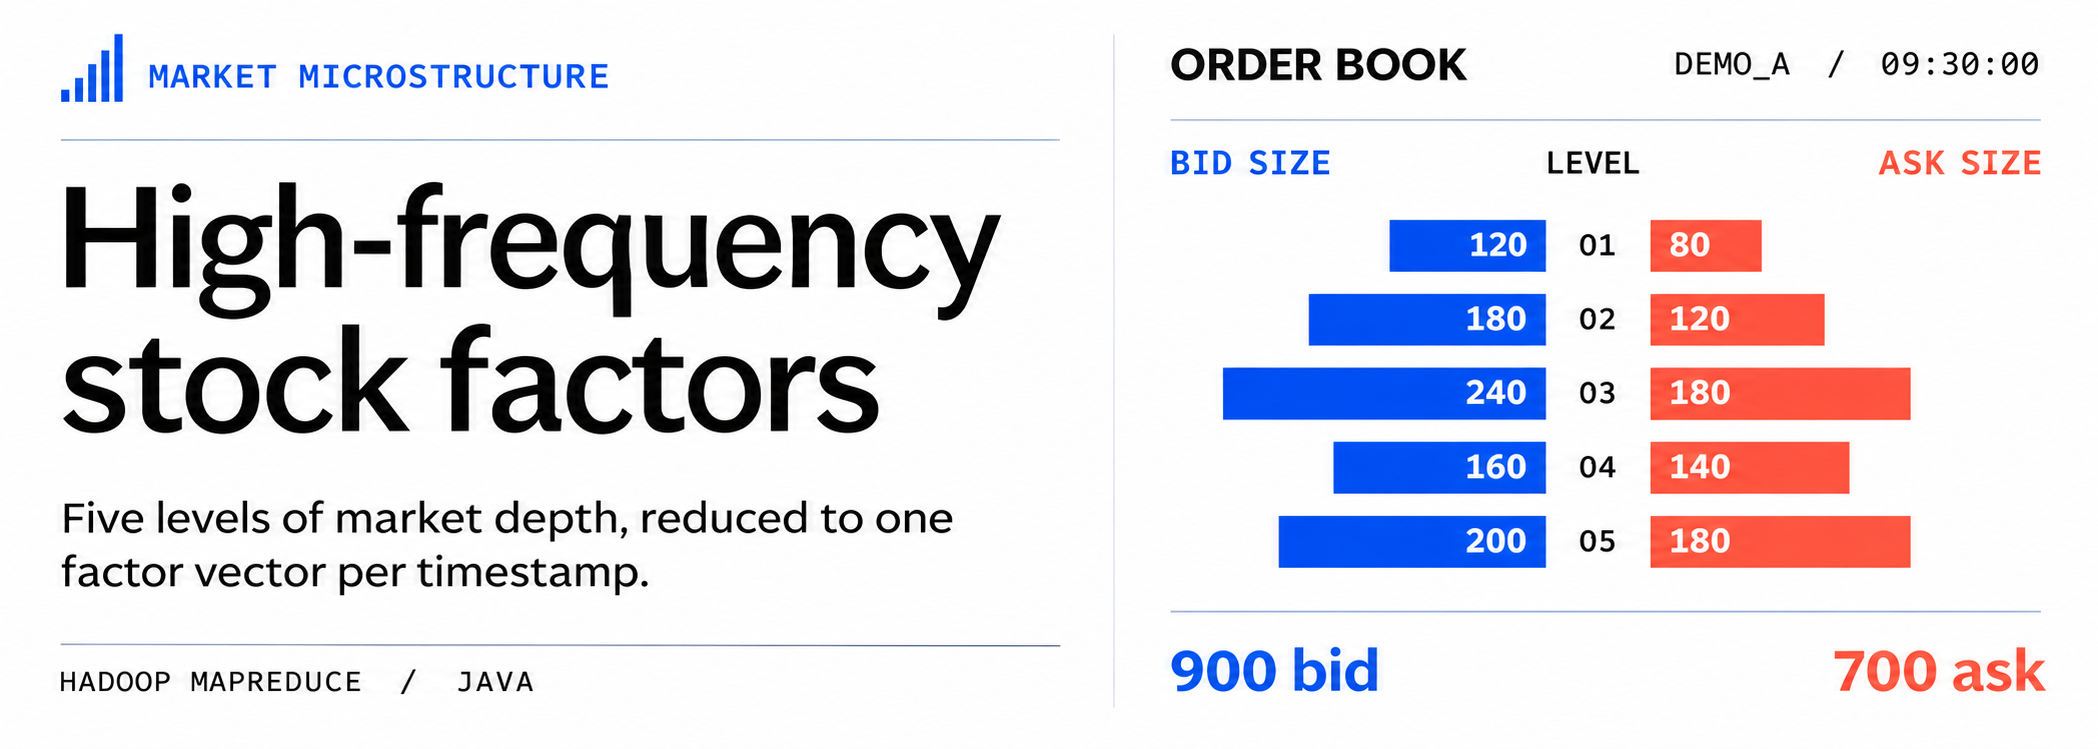 MARKET MICROSTRUCTURE
High-frequency
stock factors
Five levels of market depth, reduced to one
factor vector per timestamp.
HADOOP MAPREDUCE / JAVA
ORDER BOOK DEMO_A / 09:30:00
BID SIZE LEVEL ASK SIZE
120 01 80
180 02 120
240 03 180
160 04 140
200 05 180
900 bid 700 ask